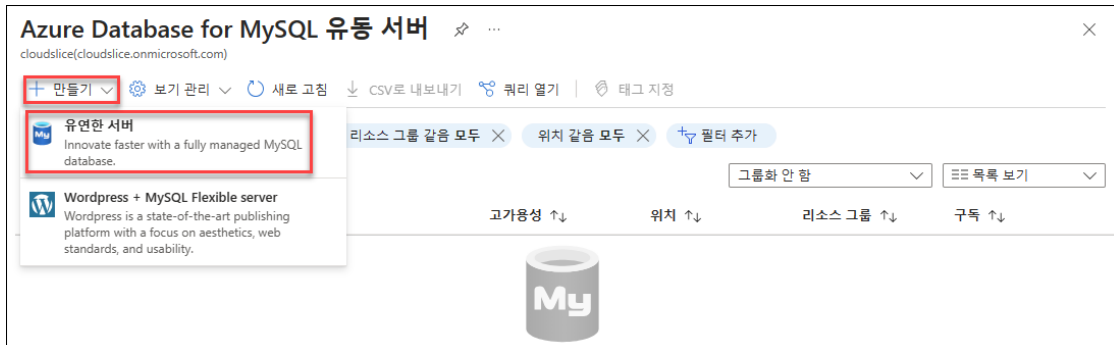 Azure Database for MySQL 유동 서버
cloudslice(cloudslice.onmicrosoft.com)
만들기 보기 관리 새로 고침 CSV로 내보내기 쿼리 열기 태그 지정
유연한 서버
Innovate faster with a fully managed MySQL
database.
리소스 그룹 같음 모두 위치 같음 모두 필터 추가
그룹화 안 함 목록 보기
Wordpress + MySQL Flexible server
Wordpress is a state-of-the-art publishing
platform with a focus on aesthetics, web
standards, and usability.
고가용성 위치 리소스 그룹 구독
My